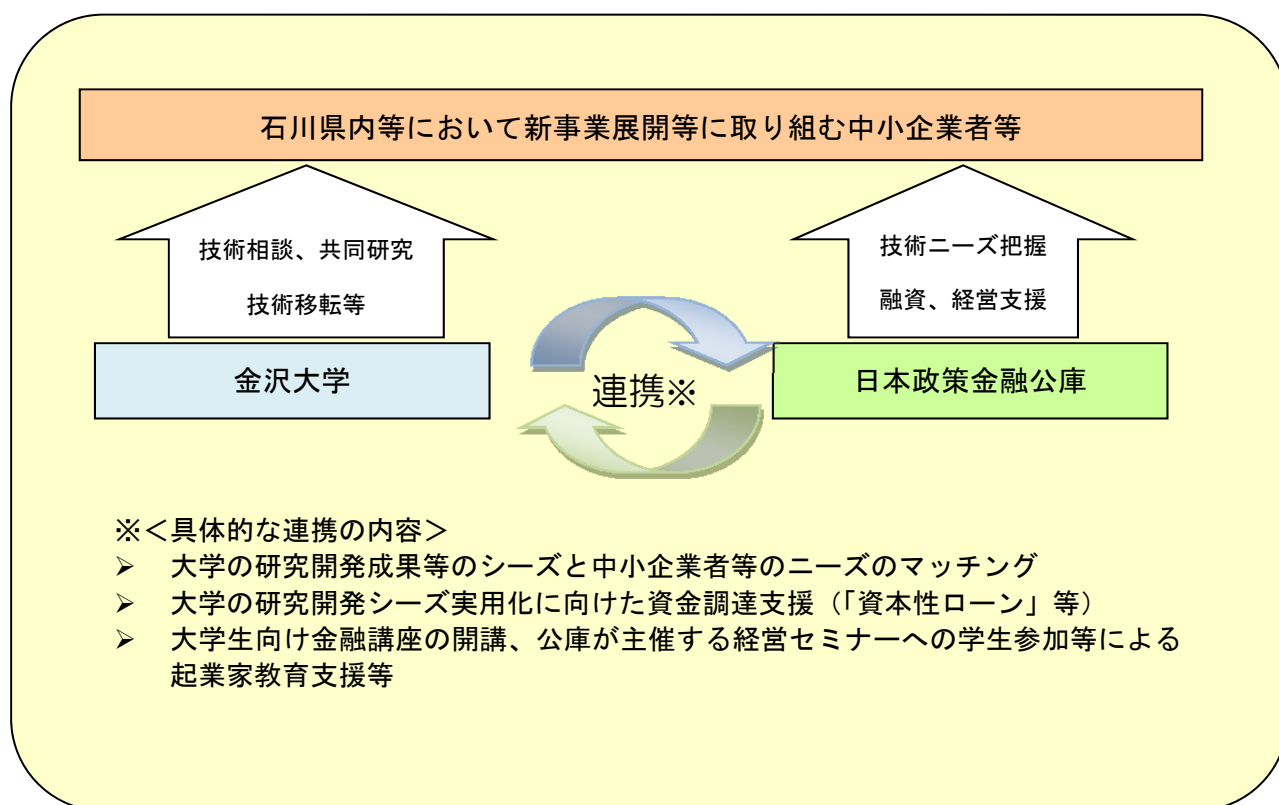 石川県内等において新事業展開等に取り組む中小企業者等
技術相談、共同研究
技術移転等
技術ニーズ把握
融資、経営支援
金沢大学
連携※
日本政策金融公庫
※＜具体的な連携の内容＞
➢ 大学の研究開発成果等のシーズと中小企業者等のニーズのマッチング
➢ 大学の研究開発シーズ実用化に向けた資金調達支援（「資本性ローン」等）
➢ 大学生向け金融講座の開講、公庫が主催する経営セミナーへの学生参加等による
起業家教育支援等